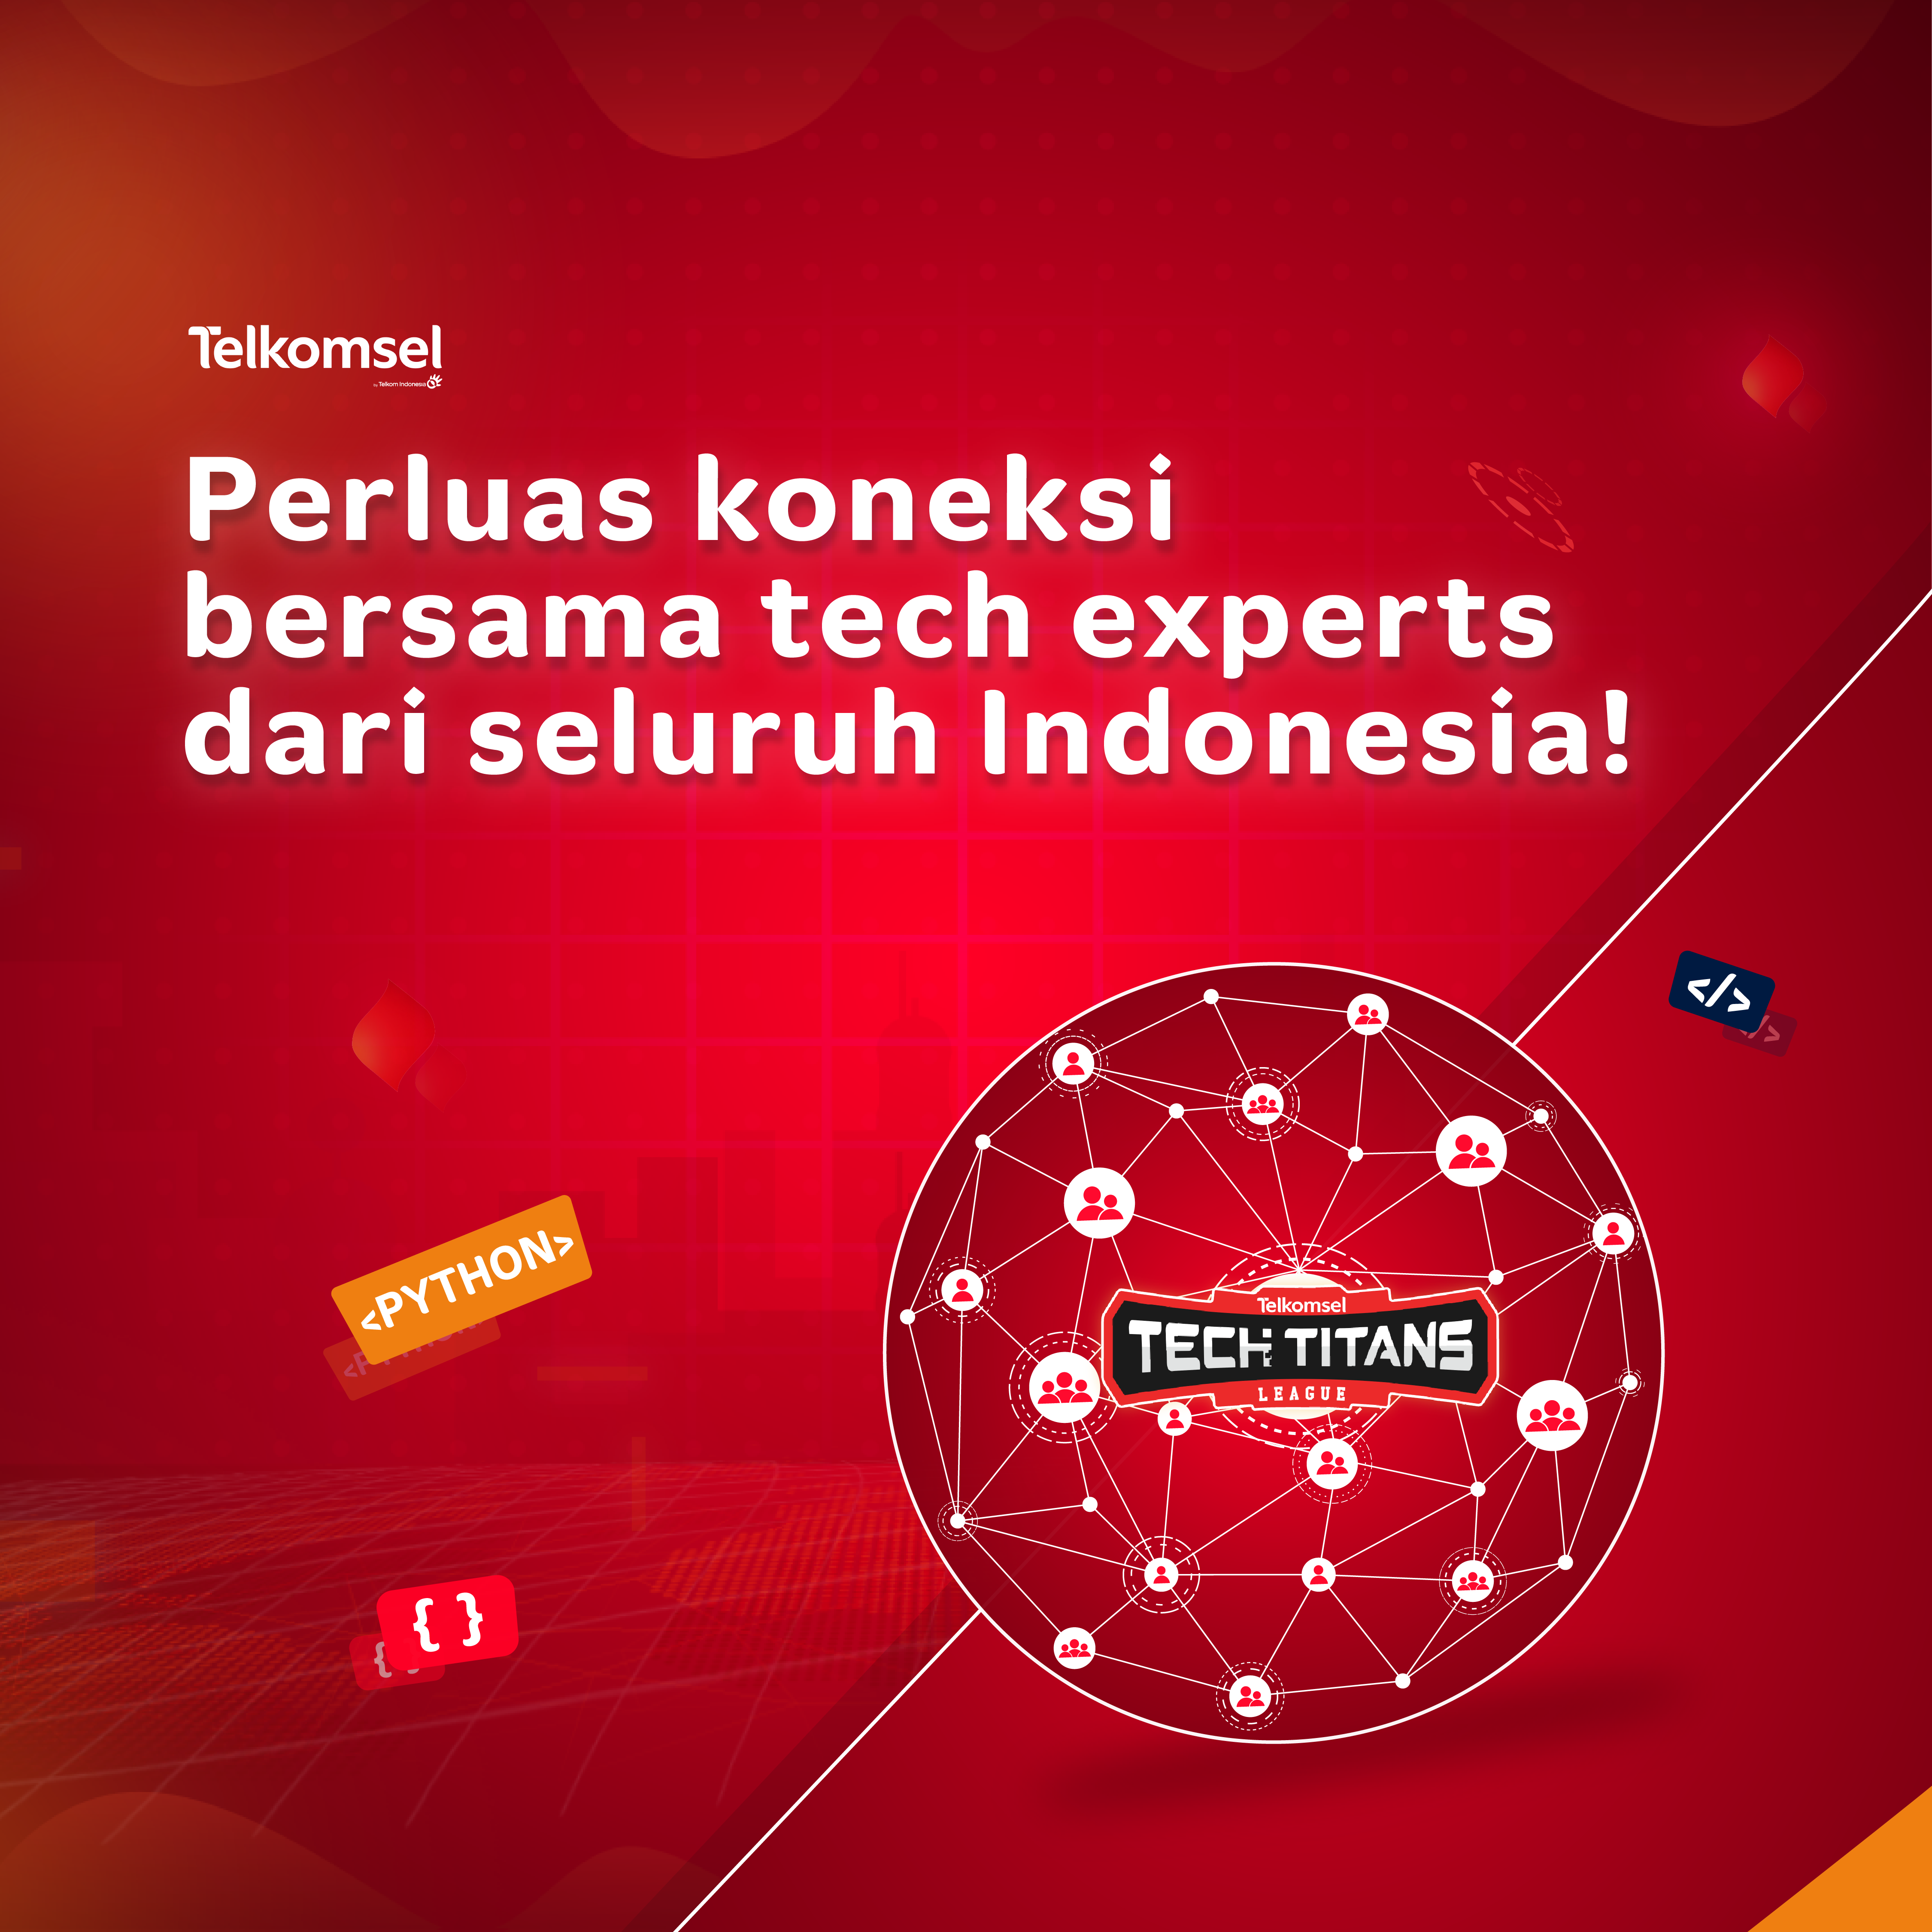 Telkomsel
by Telkom Indonesia
Perluas koneksi
bersama tech experts
dari seluruh Indonesia!
</>
</>
<PYTHON>
Telkomsel
TECH TITANS
LEAGUE
{ }